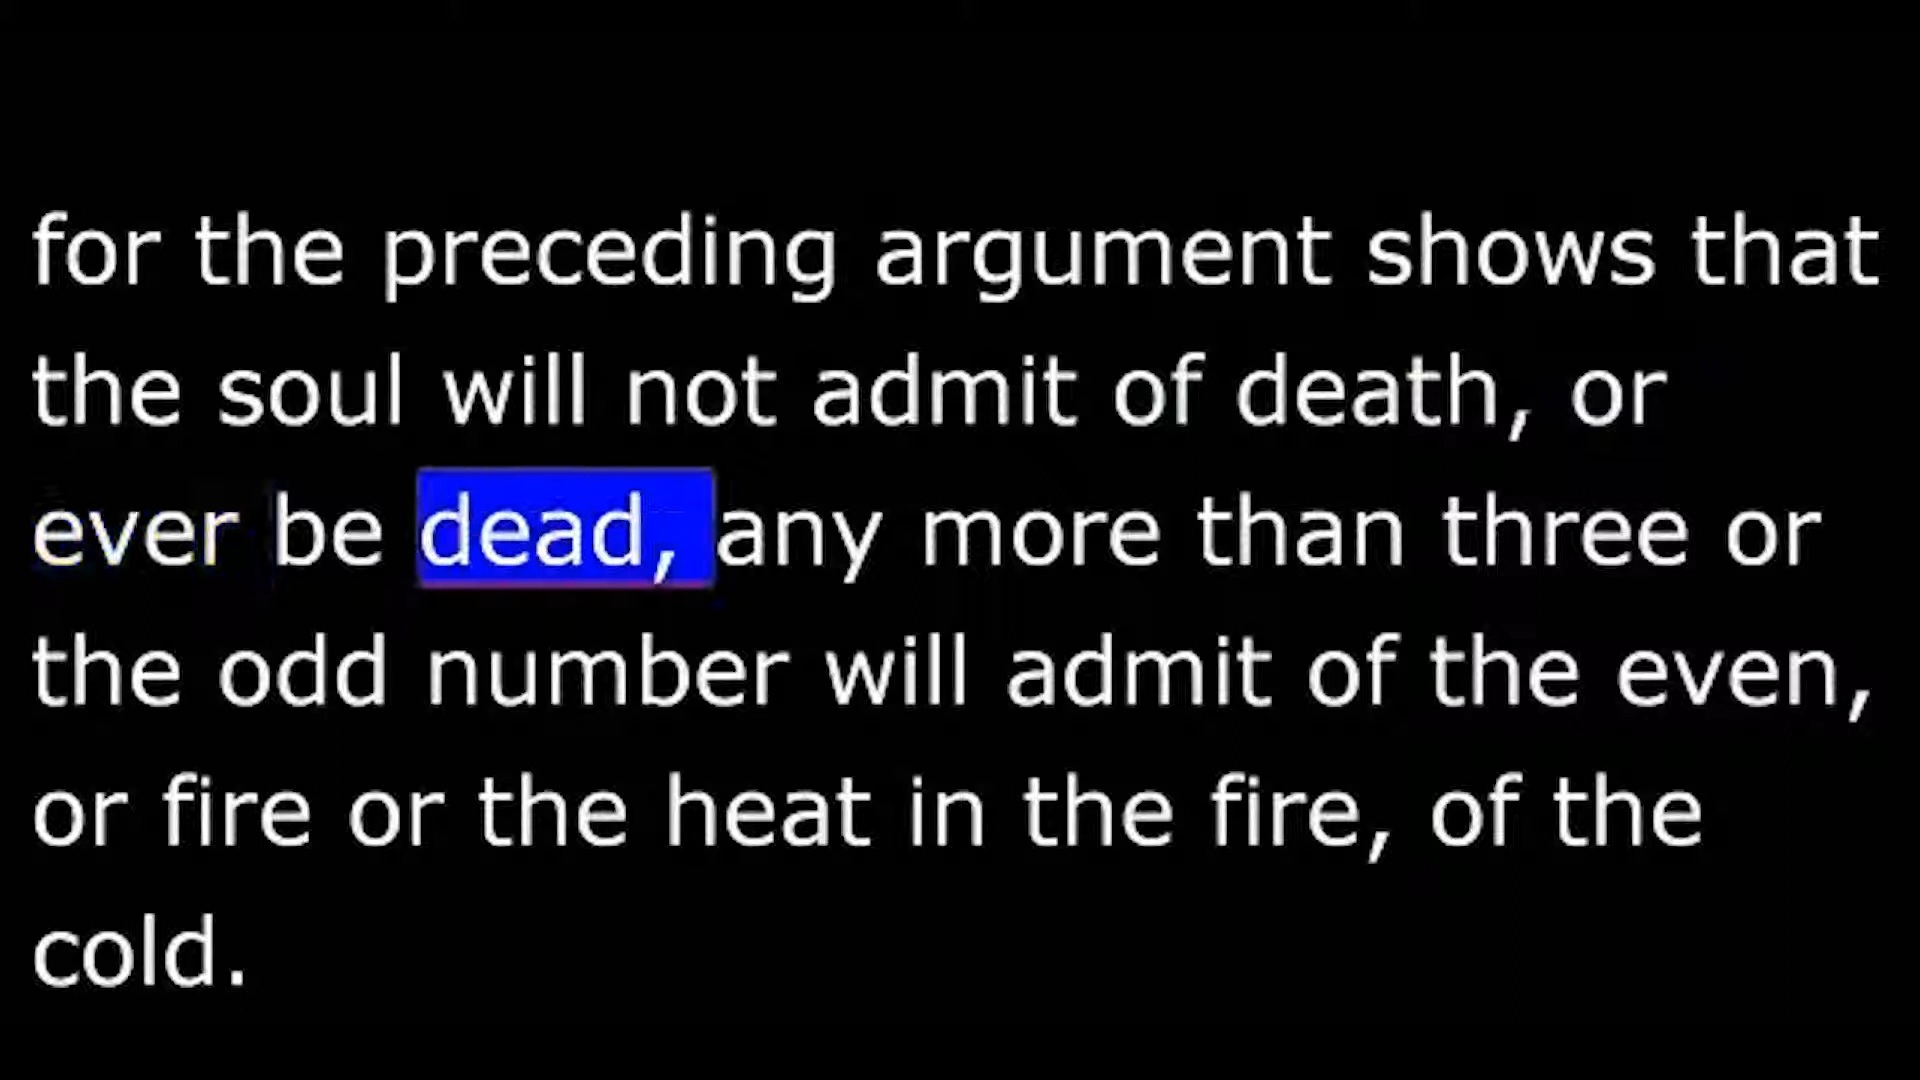 for the preceding argument shows that
the soul will not admit of death, or
ever be dead, any more than three or
the odd number will admit of the even,
or fire or the heat in the fire, of the
cold.